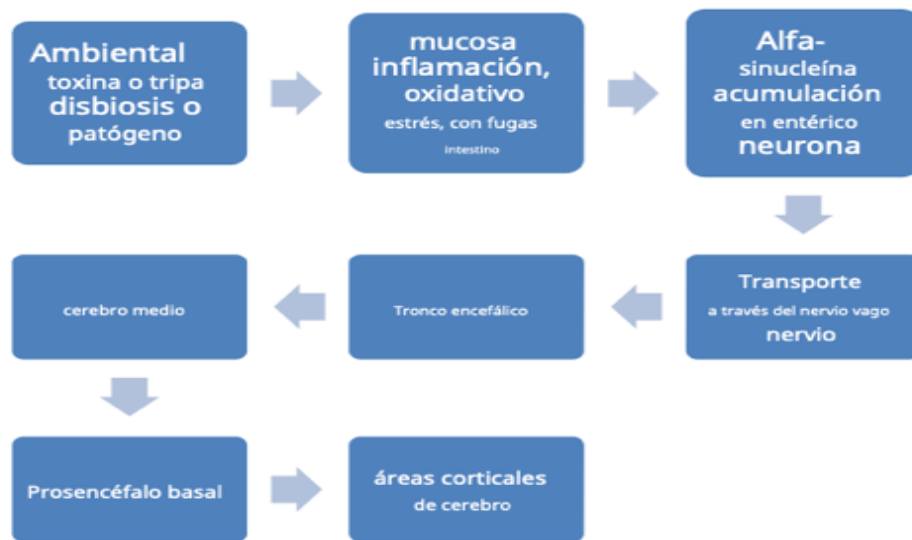 Ambiental
toxina o tripa
disbiosis o
patógeno
mucosa
inflamación,
oxidativo
estrés, con fugas
intestino
Alfa-
sinucleína
acumulación
en entérico
neurona
Transporte
a través del nervio vago
nervio
Tronco encefálico
cerebro medio
Prosencéfalo basal
áreas corticales
de cerebro